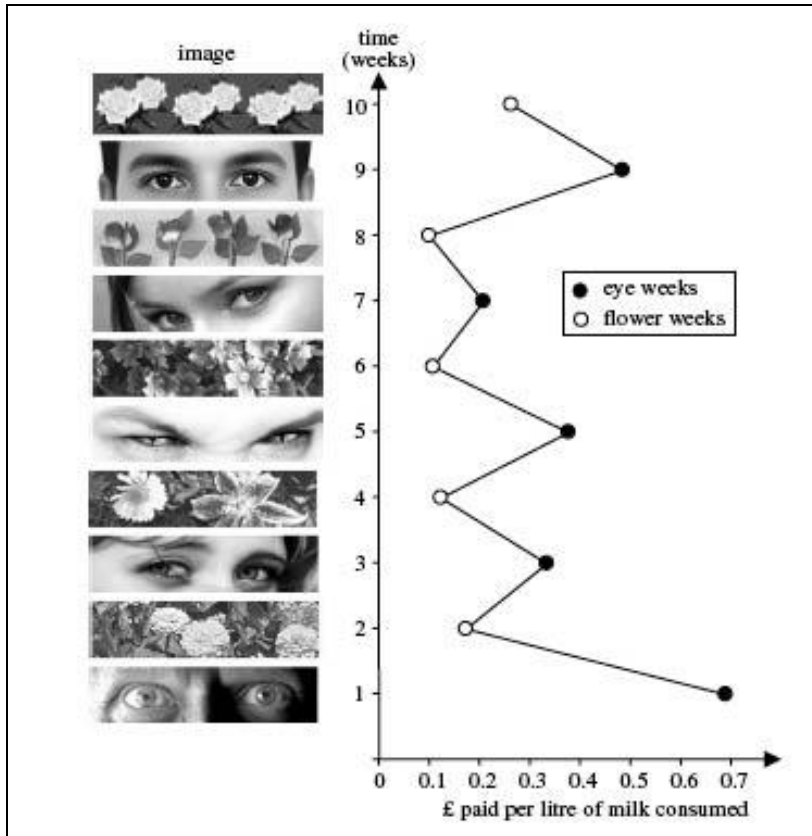 image
time
(weeks)
10
9
8
7
6
5
4
3
2
1
eye weeks
flower weeks
0 0.1 0.2 0.3 0.4 0.5 0.6 0.7
£ paid per litre of milk consumed